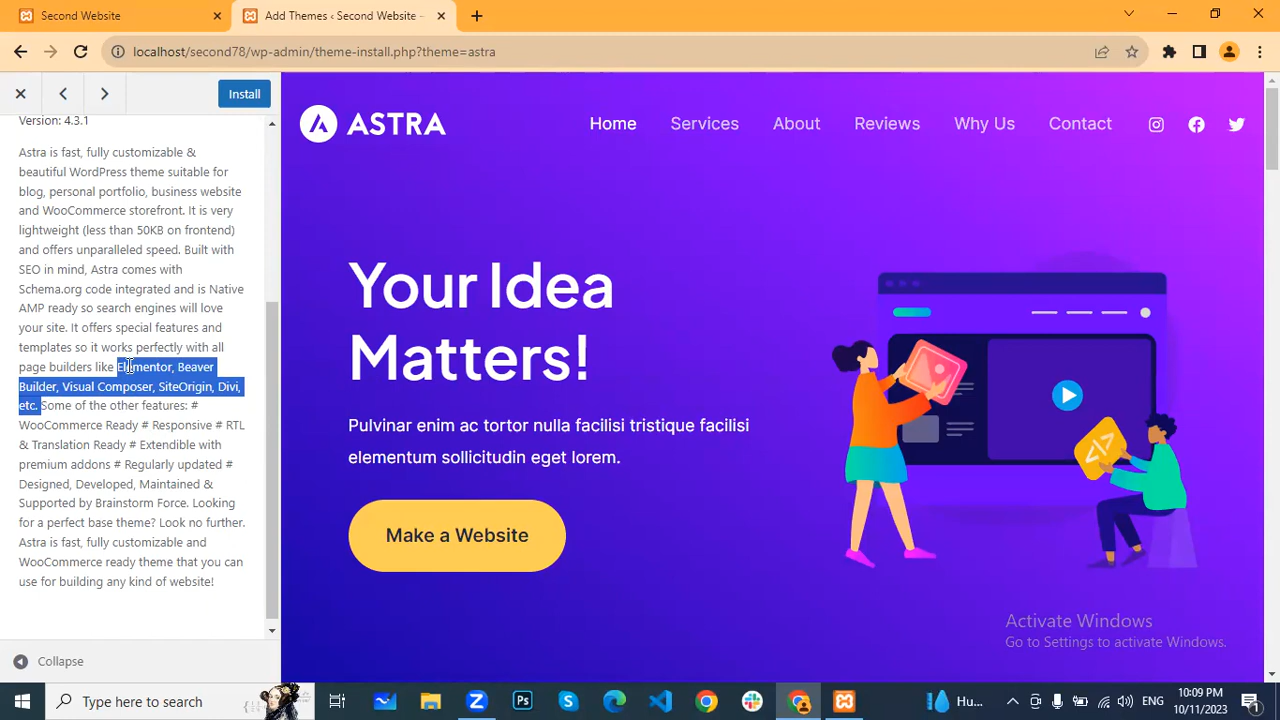 Second Website
Add Themes ‹ Second Website –
localhost/second78/wp-admin/theme-install.php?theme=astra
Install
Version: 4.3.1
Astra is fast, fully customizable &
beautiful WordPress theme suitable for
blog, personal portfolio, business website
and WooCommerce storefront. It is very
lightweight (less than 50KB on frontend)
and offers unparalleled speed. Built with
SEO in mind, Astra comes with
Schema.org code integrated and is Native
AMP ready so search engines will love
your site. It offers special features and
templates so it works perfectly with all
page builders like Elementor, Beaver
Builder, Visual Composer, SiteOrigin, Divi,
etc. Some of the other features: #
WooCommerce Ready # Responsive # RTL
& Translation Ready # Extendible with
premium addons # Regularly updated #
Designed, Developed, Maintained &
Supported by Brainstorm Force. Looking
for a perfect base theme? Look no further.
Astra is fast, fully customizable and
WooCommerce ready theme that you can
use for building any kind of website!
Collapse
ASTRA
Home Services About Reviews Why Us Contact
Your Idea
Matters!
Pulvinar enim ac tortor nulla facilisi tristique facilisi
elementum sollicitudin eget lorem.
Make a Website
Activate Windows
Go to Settings to activate Windows.
Type here to search
Ps
Hu...
ENG
10:09 PM
10/11/2023